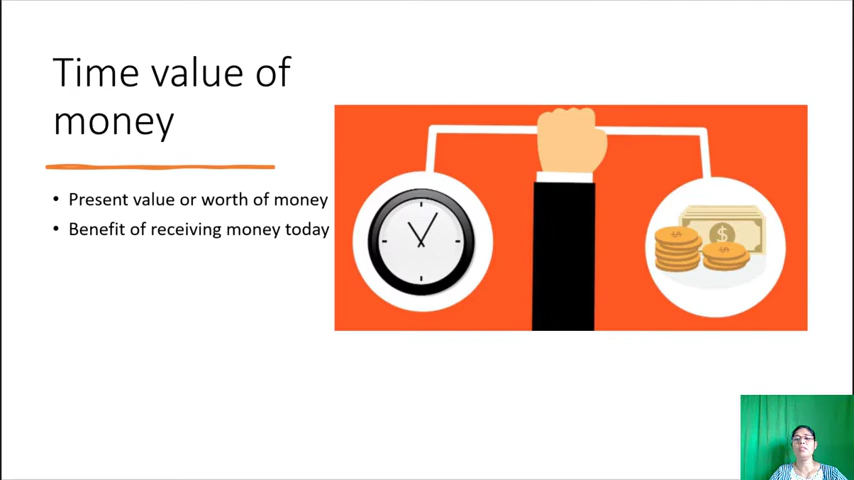 Time value of
money
• Present value or worth of money
• Benefit of receiving money today
$